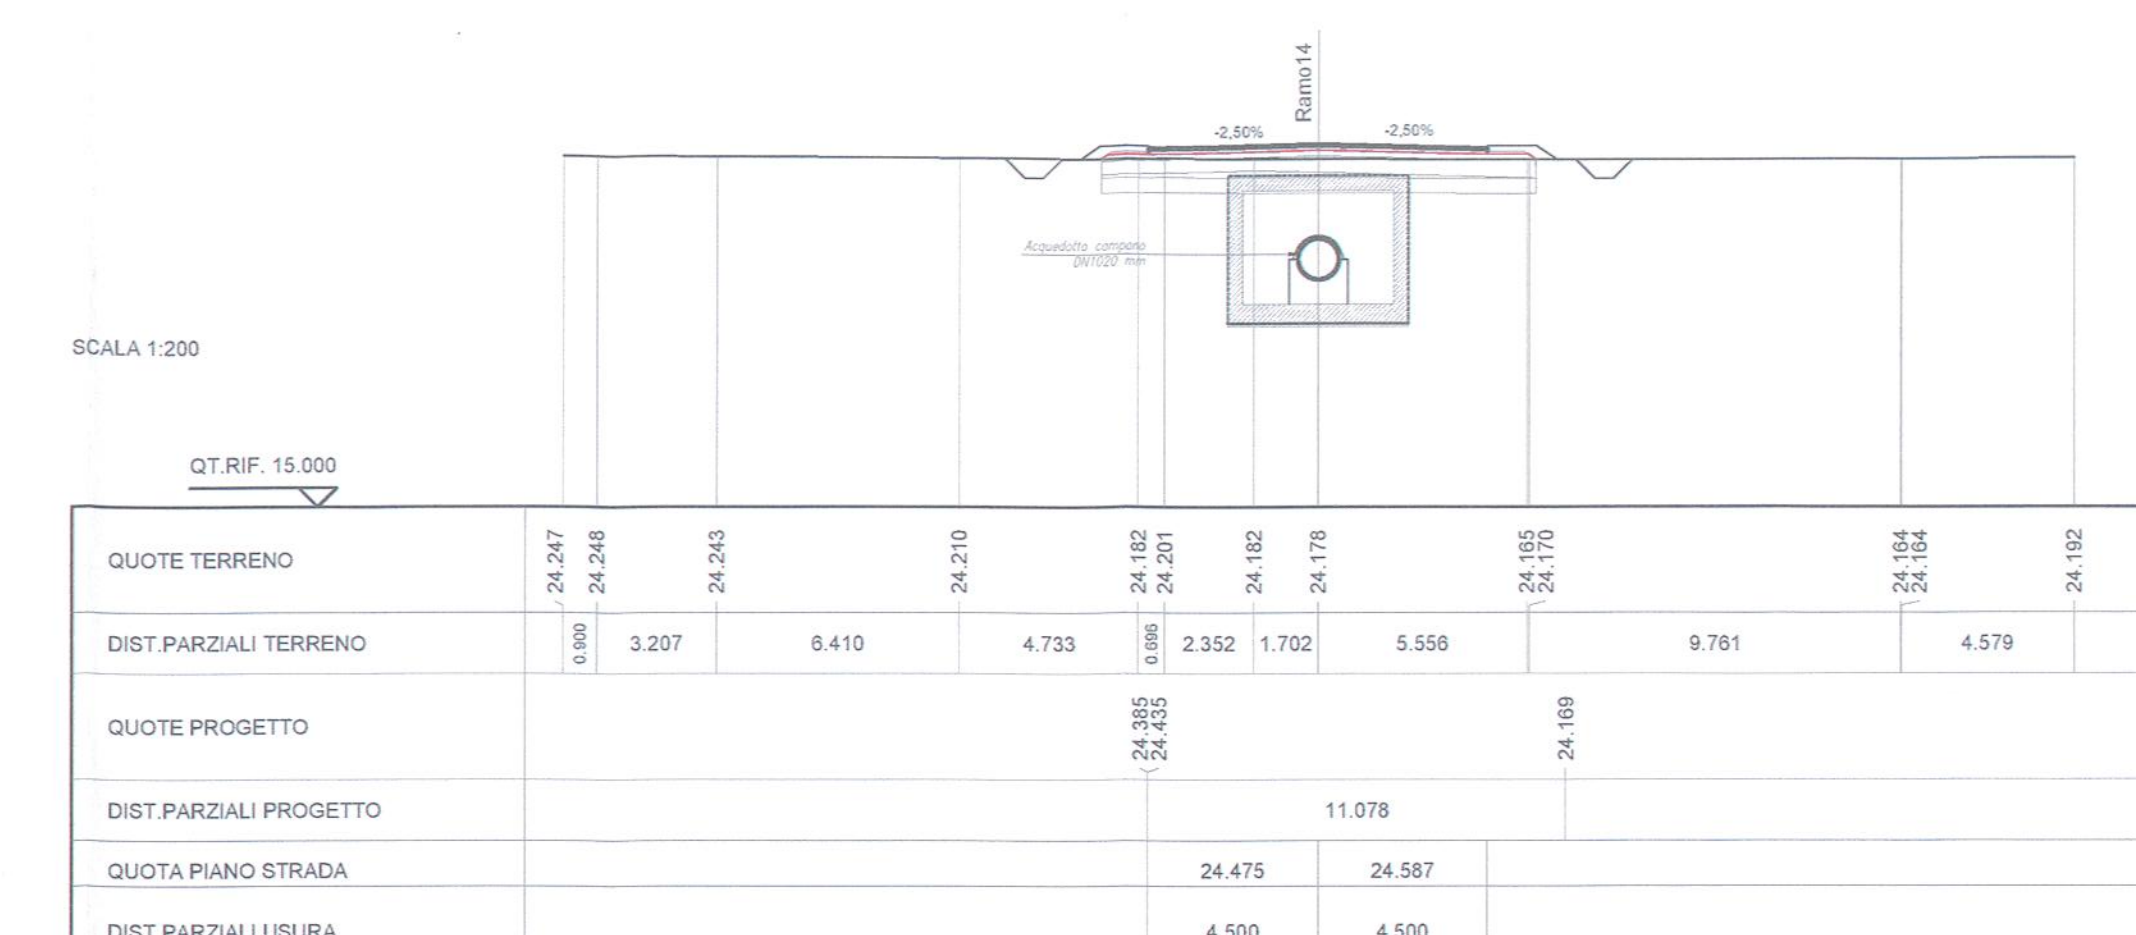 Ramo14
-2,50% -2,50%
Acquedotto campano
DN1020 mm
SCALA 1:200
QT.RIF. 15.000
QUOTE TERRENO 24.247 24.248 24.243 24.210 24.182 24.201 24.182 24.178 24.165 24.170 24.164 24.164 24.192
DIST.PARZIALI TERRENO 0.900 3.207 6.410 4.733 0.696 2.352 1.702 5.556 9.761 4.579
QUOTE PROGETTO 24.385 24.435 24.169
DIST.PARZIALI PROGETTO 11.078
QUOTA PIANO STRADA 24.475 24.587
DIST.PARZIALI USURA 4.500 4.500